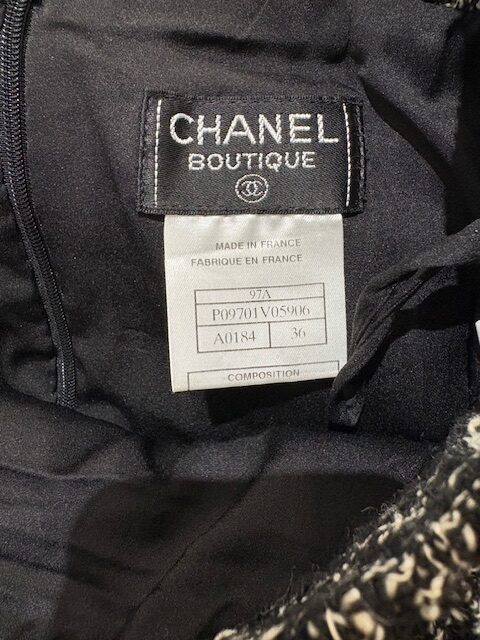 CHANEL
BOUTIQUE
MADE IN FRANCE
FABRIQUE EN FRANCE
97A
P09701V05906
A0184 36
COMPOSITION